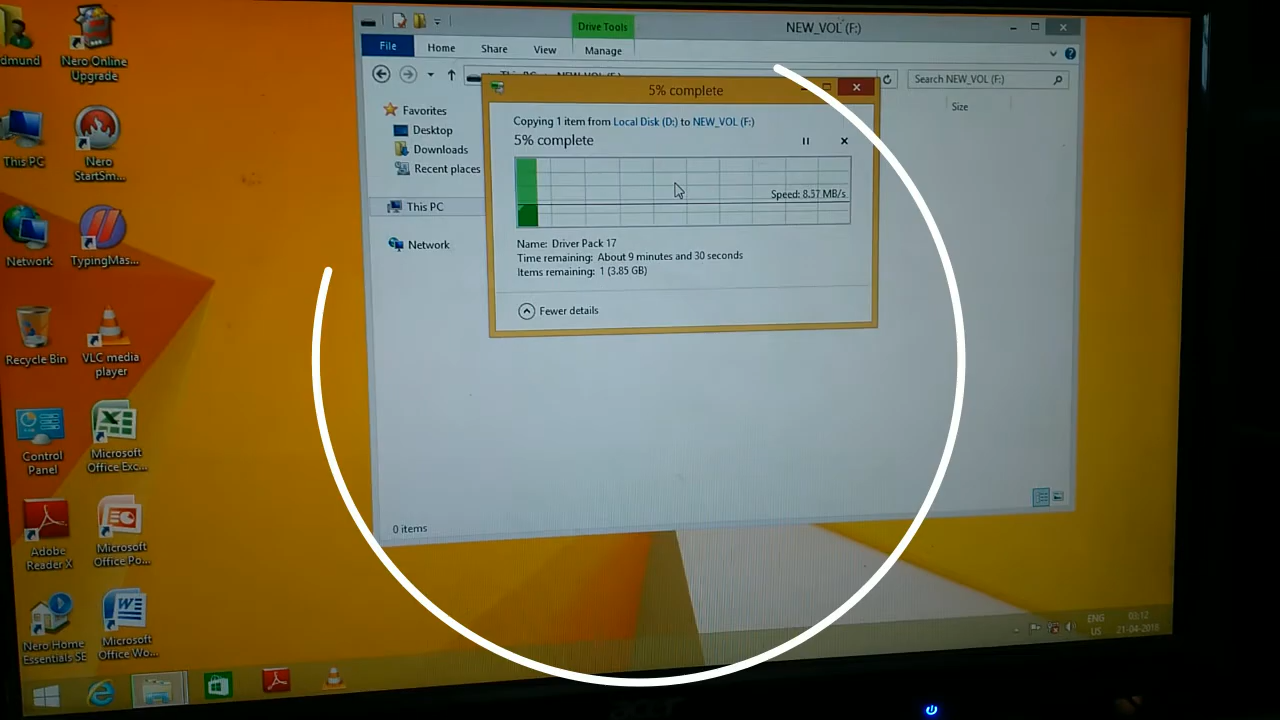 Drive Tools
NEW_VOL (F:)
File
Home
Share
View
Manage
Search NEW_VOL (F:)
Size
Favorites
Desktop
Downloads
Recent places
This PC
Network
0 items
5% complete
Copying 1 item from Local Disk (D:) to NEW_VOL (F:)
5% complete
Speed: 8.57 MB/s
Name: Driver Pack 17
Time remaining: About 9 minutes and 30 seconds
Items remaining: 1 (3.85 GB)
Fewer details
dmund
Nero Online
Upgrade
This PC
Nero
StartSm...
Network
TypingMas...
Recycle Bin
VLC media
player
Control
Panel
Microsoft
Office Exc...
Adobe
Reader X
Microsoft
Office Po...
Nero Home
Essentials SE
Microsoft
Office Wo...
ENG
US
03:12
21-04-2018
acer